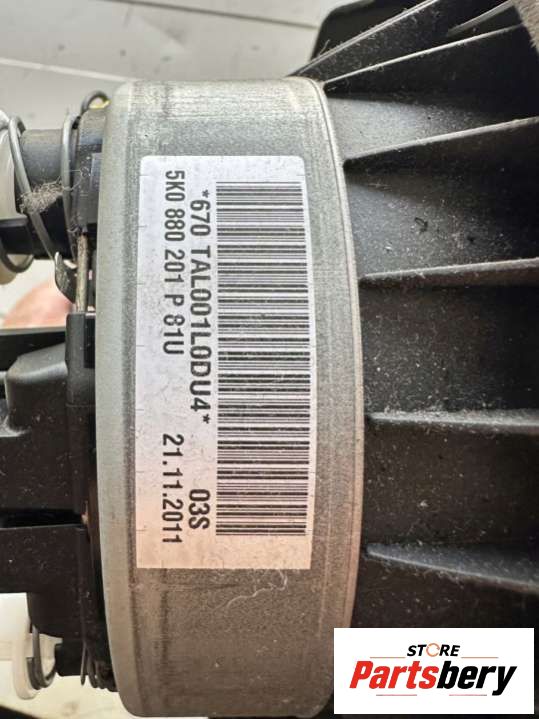 *670 TAL001L0DU4* 03S
5K0 880 201 P 81U 21.11.2011
STORE
Partsbery